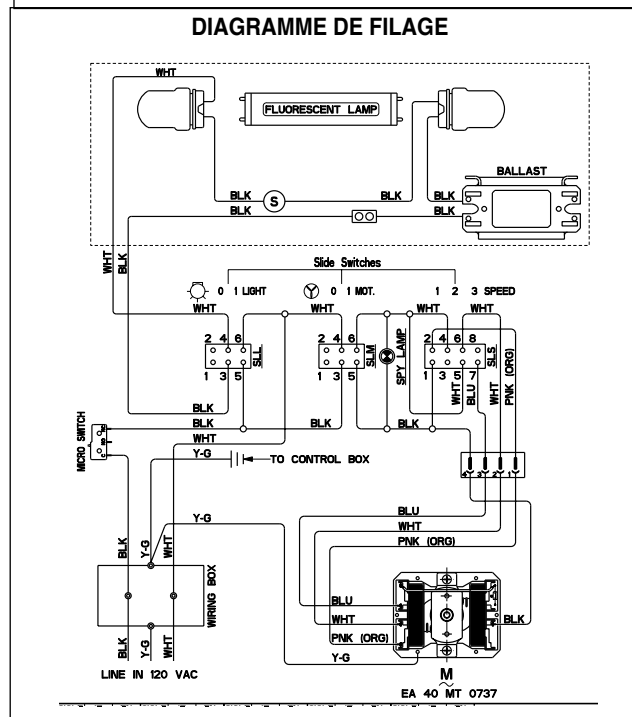 DIAGRAMME DE FILAGE
WHT
FLUORESCENT LAMP
BALLAST
BLK S BLK BLK
BLK BLK
WHT
BLK
Slide Switches
0 1 LIGHT 0 1 MOT. 1 2 3 SPEED
WHT WHT WHT WHT
2 4 6 2 4 6 2 4 6 8
SLL SLM SPY LAMP SLS
1 3 5 1 3 5 1 3 5 7
WHT
BLU
WHT
PNK (ORG)
BLK
BLK BLK BLK
MICRO SWITCH
WHT
Y-G TO CONTROL BOX
4 3 2 1
BLU
Y-G WHT
PNK (ORG)
BLK
Y-G
WHT
WIRING BOX
BLU
WHT BLK
PNK (ORG)
Y-G
BLK
Y-G
WHT
LINE IN 120 VAC
M
EA 40 MT 0737